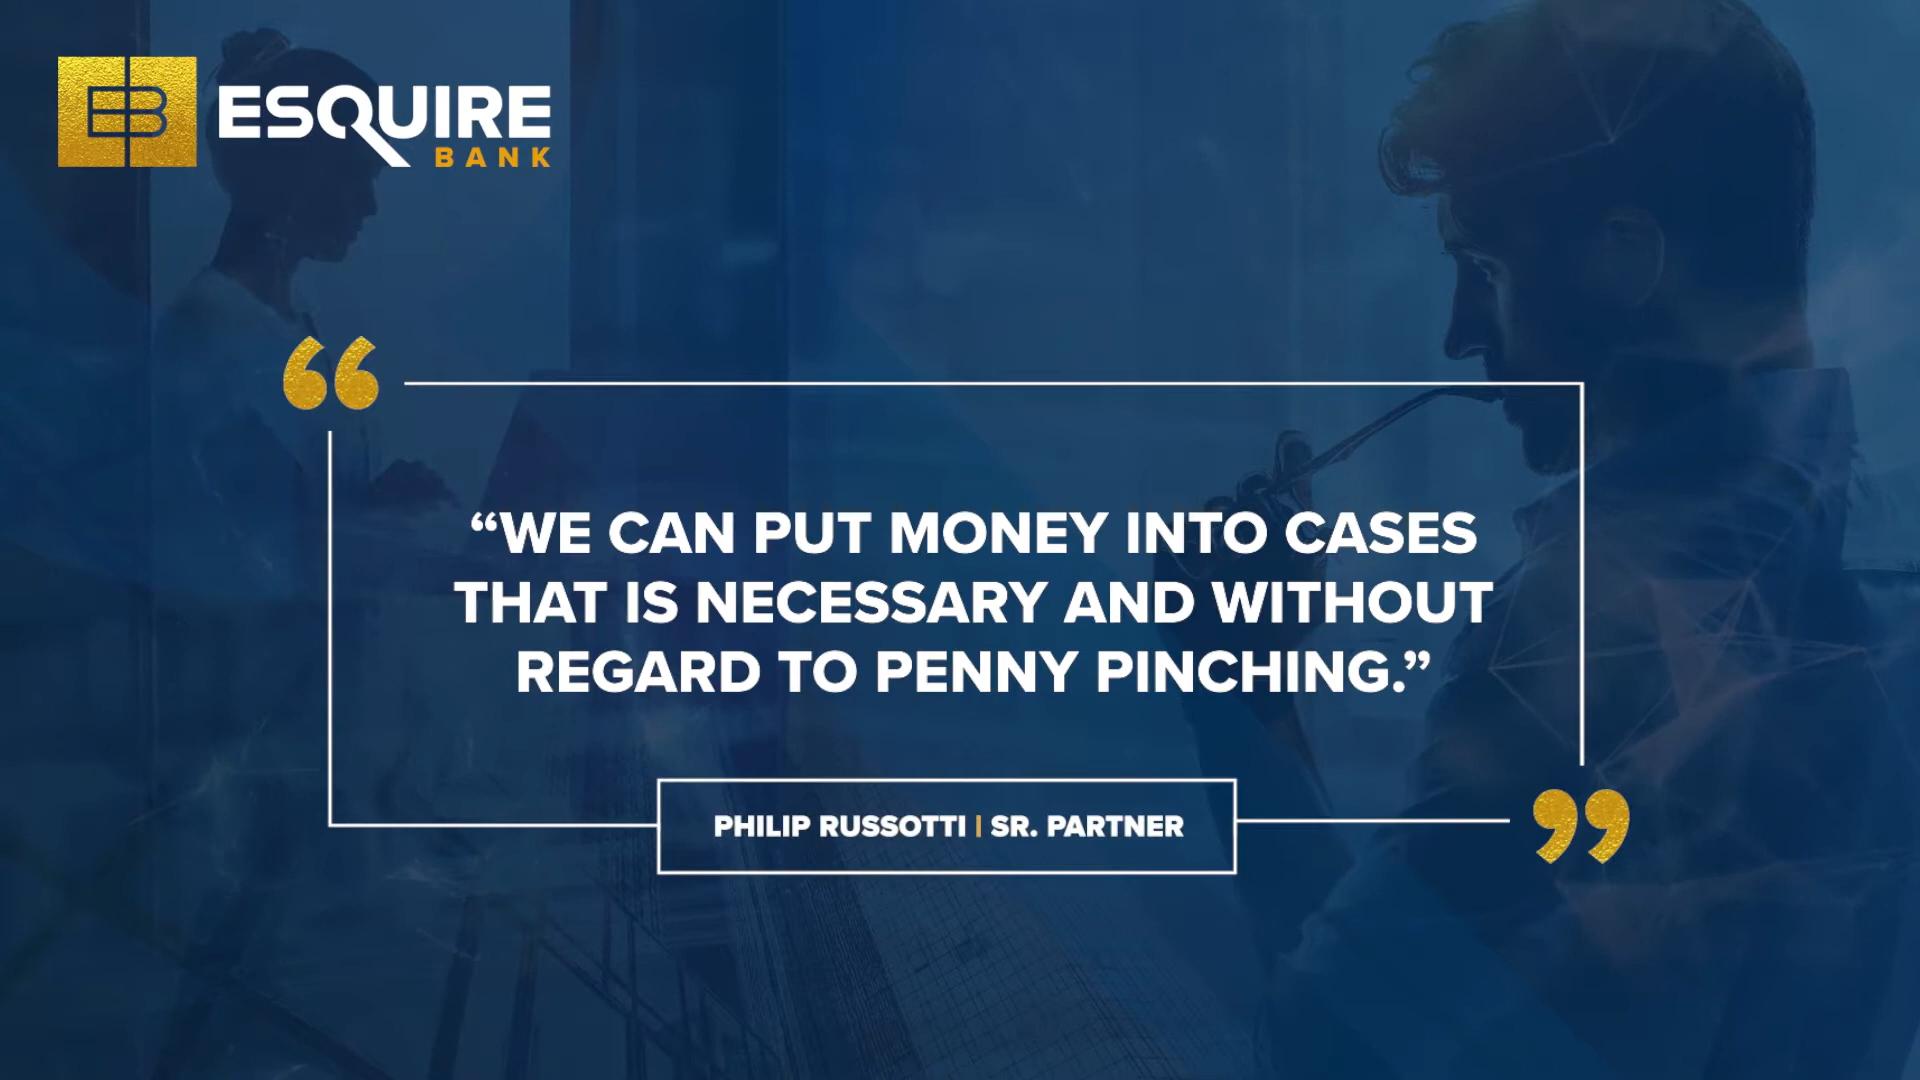 EB
ESQUIRE
BANK
“WE CAN PUT MONEY INTO CASES
THAT IS NECESSARY AND WITHOUT
REGARD TO PENNY PINCHING.”
PHILIP RUSSOTTI | SR. PARTNER